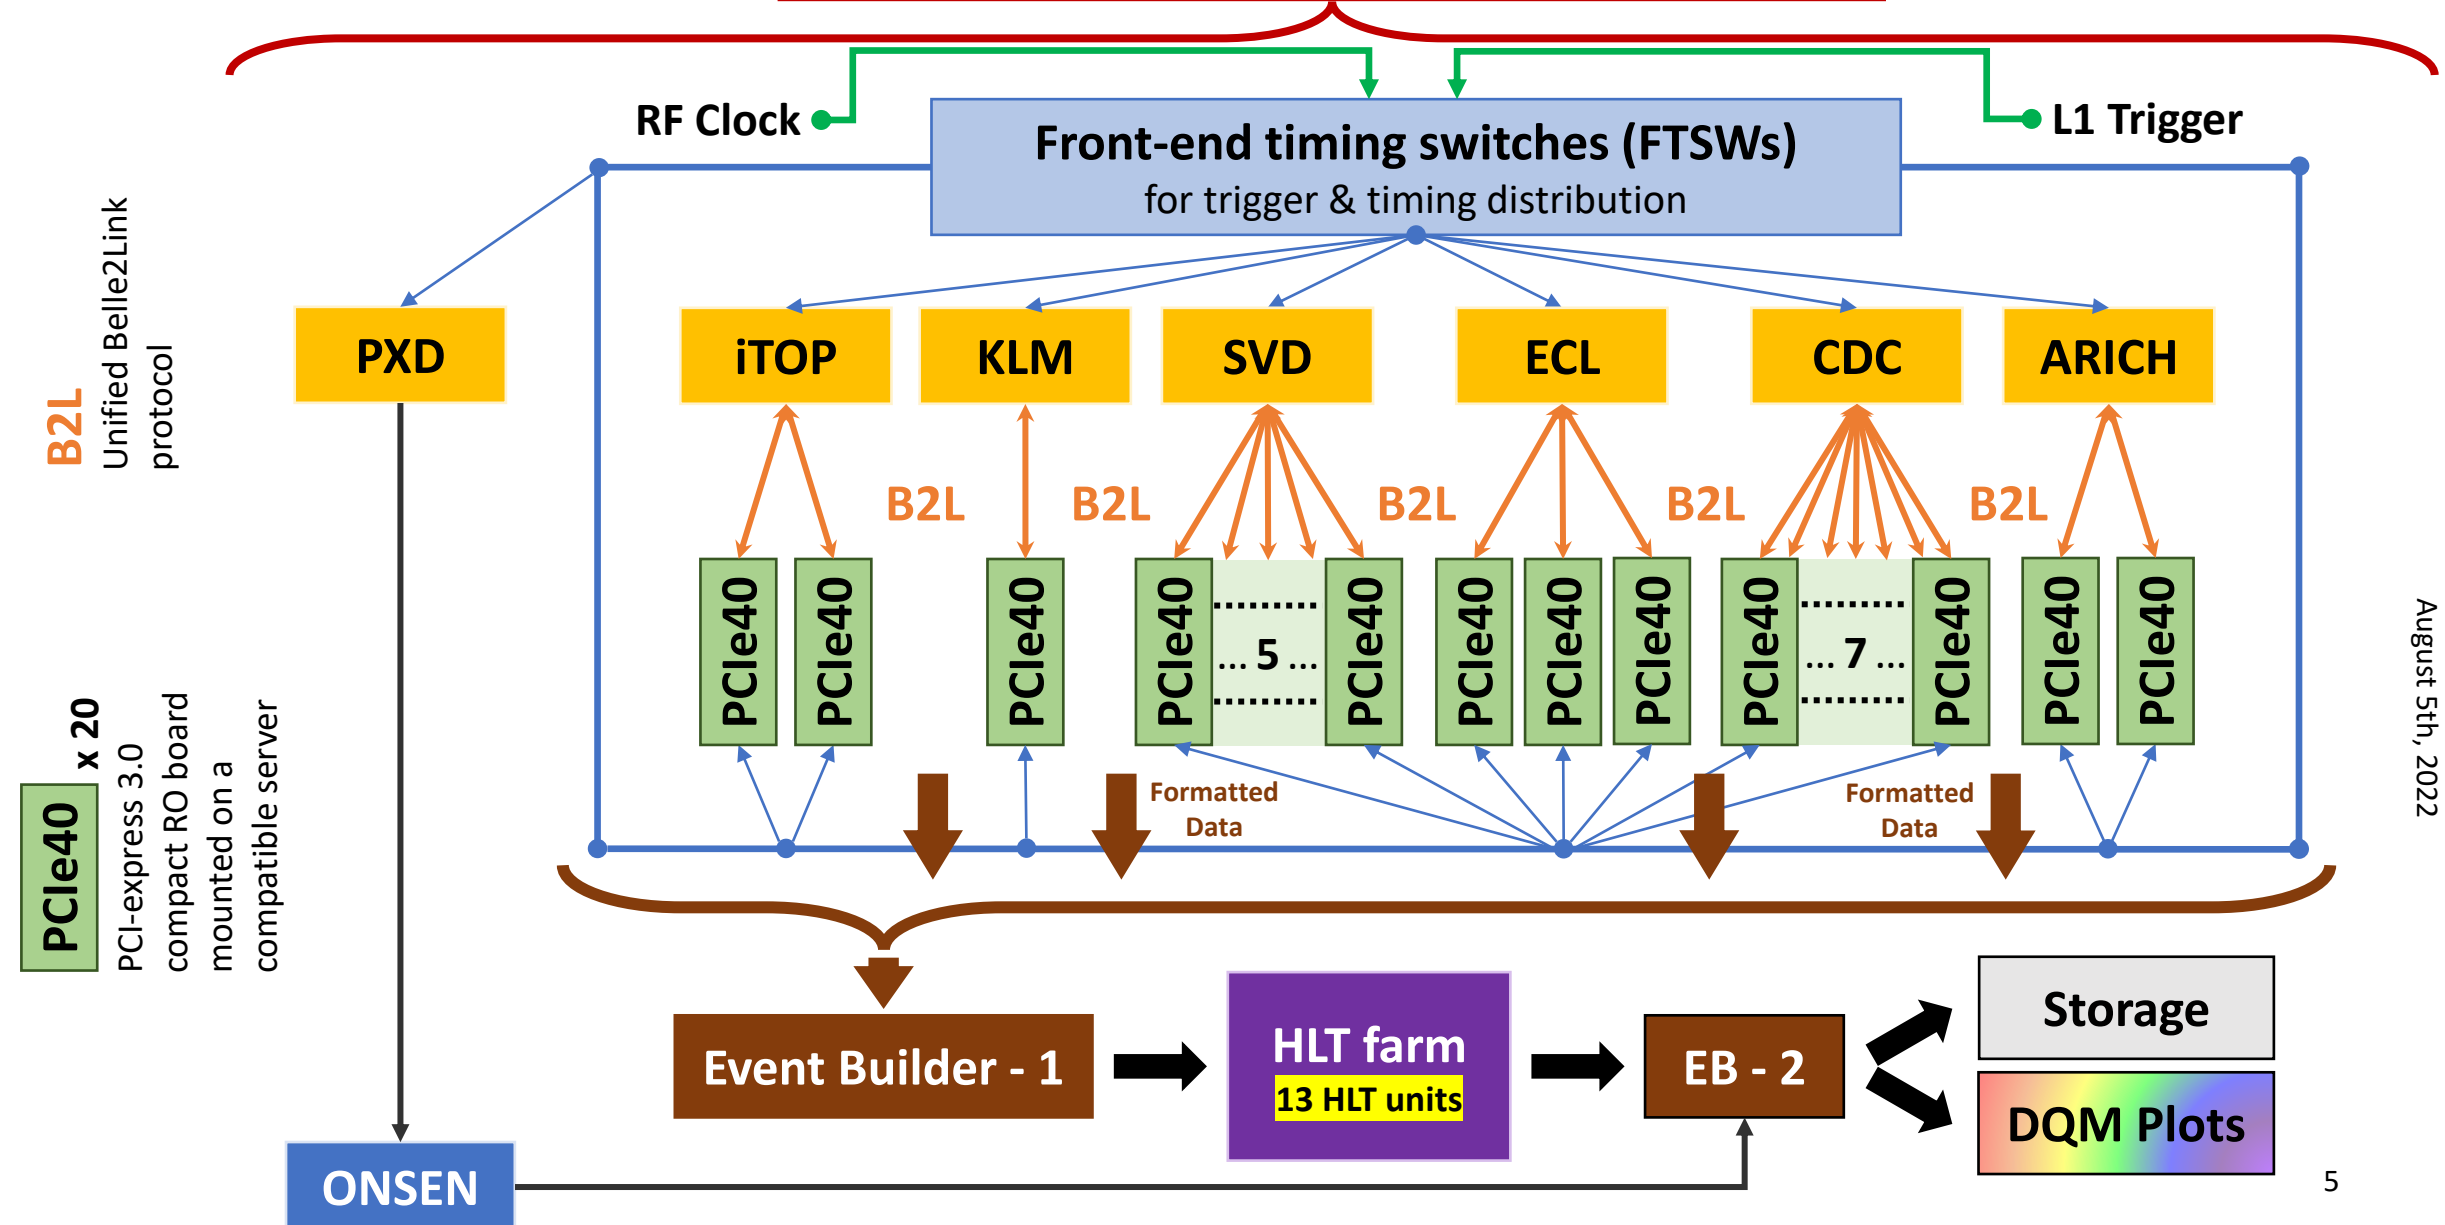 RF Clock
L1 Trigger
Front-end timing switches (FTSWs)
for trigger & timing distribution
B2L
Unified Belle2Link
protocol
PXD
iTOP
KLM
SVD
ECL
CDC
ARICH
B2L
B2L
B2L
B2L
B2L
PCIe40
PCIe40
PCIe40
PCIe40
... 5 ...
PCIe40
PCIe40
PCIe40
PCIe40
PCIe40
... 7 ...
PCIe40
PCIe40
PCIe40
August 5th, 2022
PCIe40
x 20
PCI-express 3.0
compact RO board
mounted on a
compatible server
Formatted
Data
Formatted
Data
Event Builder - 1
HLT farm
13 HLT units
EB - 2
Storage
DQM Plots
ONSEN
5